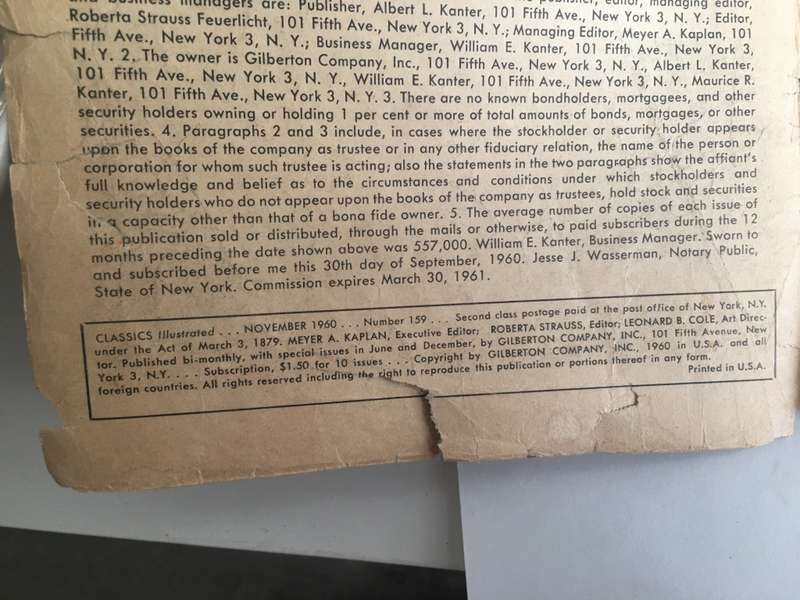 and business managers are: Publisher, Albert L. Kanter, 101 Fifth Ave., New York 3, N. Y.; Editor, publisher, editor, managing editor,
Roberta Strauss Feuerlicht, 101 Fifth Ave., New York 3, N. Y.; Managing Editor, Meyer A. Kaplan, 101
Fifth Ave., New York 3, N. Y.; Business Manager, William E. Kanter, 101 Fifth Ave., New York 3,
N. Y. 2. The owner is Gilberton Company, Inc., 101 Fifth Ave., New York 3, N. Y., Albert L. Kanter,
101 Fifth Ave., New York 3, N. Y., William E. Kanter, 101 Fifth Ave., New York 3, N. Y., Maurice R.
Kanter, 101 Fifth Ave., New York 3, N. Y. 3. There are no known bondholders, mortgagees, and other
security holders owning or holding 1 per cent or more of total amounts of bonds, mortgages, or other
securities. 4. Paragraphs 2 and 3 include, in cases where the stockholder or security holder appears
upon the books of the company as trustee or in any other fiduciary relation, the name of the person or
corporation for whom such trustee is acting; also the statements in the two paragraphs show the affiant's
full knowledge and belief as to the circumstances and conditions under which stockholders and
security holders who do not appear upon the books of the company as trustees, hold stock and securities
in a capacity other than that of a bona fide owner. 5. The average number of copies of each issue of
this publication sold or distributed, through the mails or otherwise, to paid subscribers during the 12
months preceding the date shown above was 557,000. William E. Kanter, Business Manager. Sworn to
and subscribed before me this 30th day of September, 1960. Jesse J. Wasserman, Notary Public,
State of New York. Commission expires March 30, 1961.
CLASSICS Illustrated . . . NOVEMBER 1960 . . . Number 159 . . . Second class postage paid at the post office of New York, N.Y.
under the Act of March 3, 1879. MEYER A. KAPLAN, Executive Editor; ROBERTA STRAUSS, Editor; LEONARD B. COLE, Art Direc-
tor. Published bi-monthly, with special issues in June and December, by GILBERTON COMPANY, INC., 101 Fifth Avenue, New
York 3, N.Y. . . . Subscription, $1.50 for 10 issues . . . Copyright by GILBERTON COMPANY, INC., 1960 in U.S.A. and all
foreign countries. All rights reserved including the right to reproduce this publication or portions thereof in any form.
Printed in U.S.A.